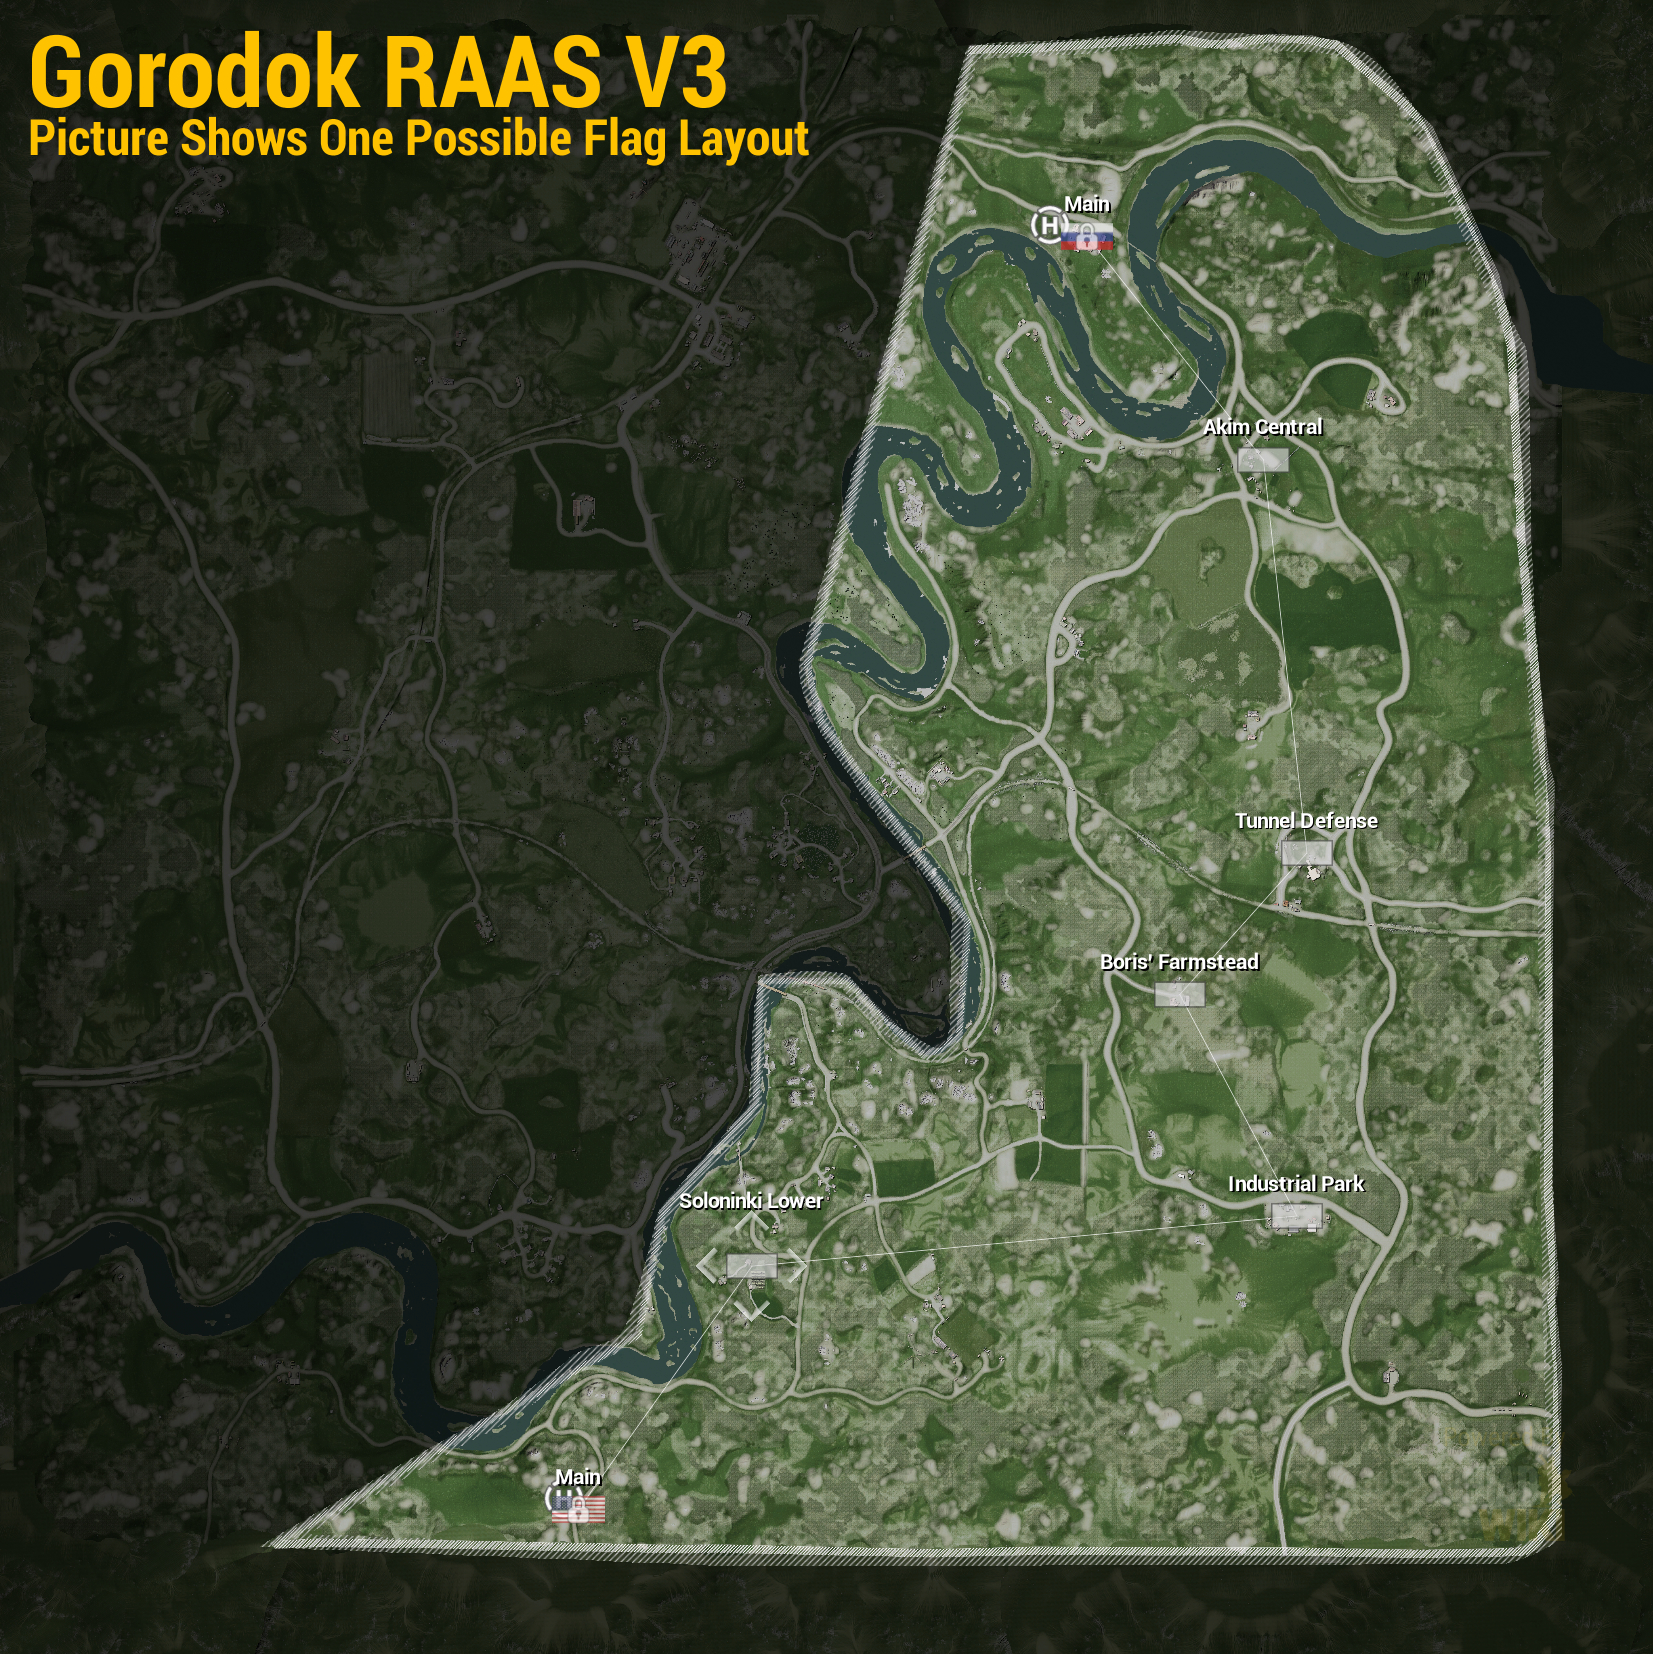 Gorodok RAAS V3
Picture Shows One Possible Flag Layout
Main
H
Akim Central
Tunnel Defense
Boris' Farmstead
Industrial Park
Soloninki Lower
Main
H